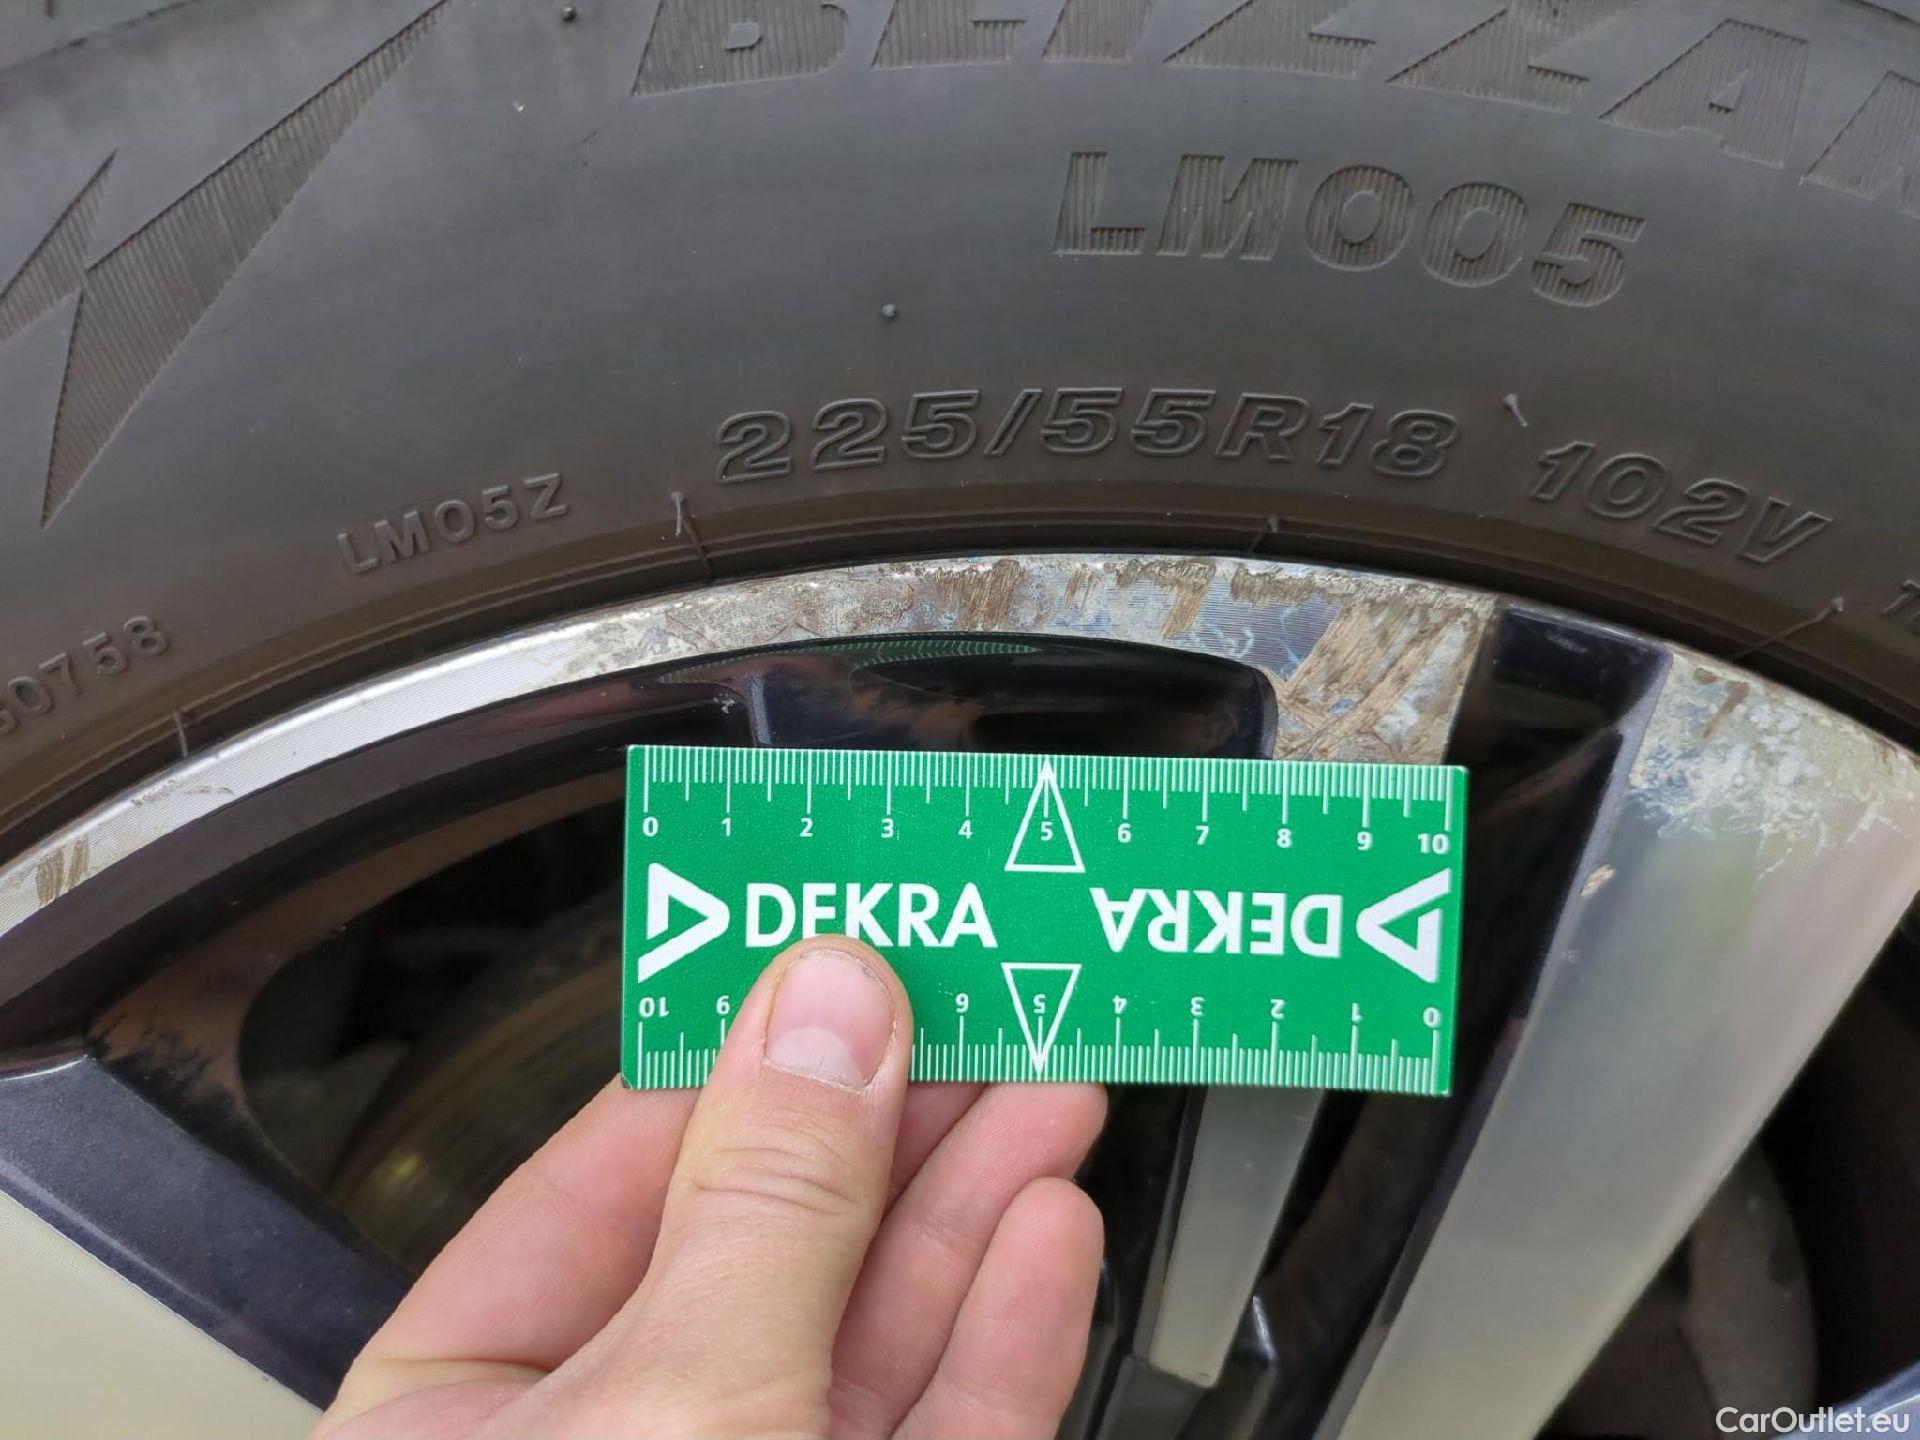 BLIZZAK
LM005
225/55R18 102V
LM05Z
G0758
0 1 2 3 4 5 6 7 8 9 10
DEKRA DEKRA
10 9 6 5 4 3 2 1 0
CarOutlet.eu